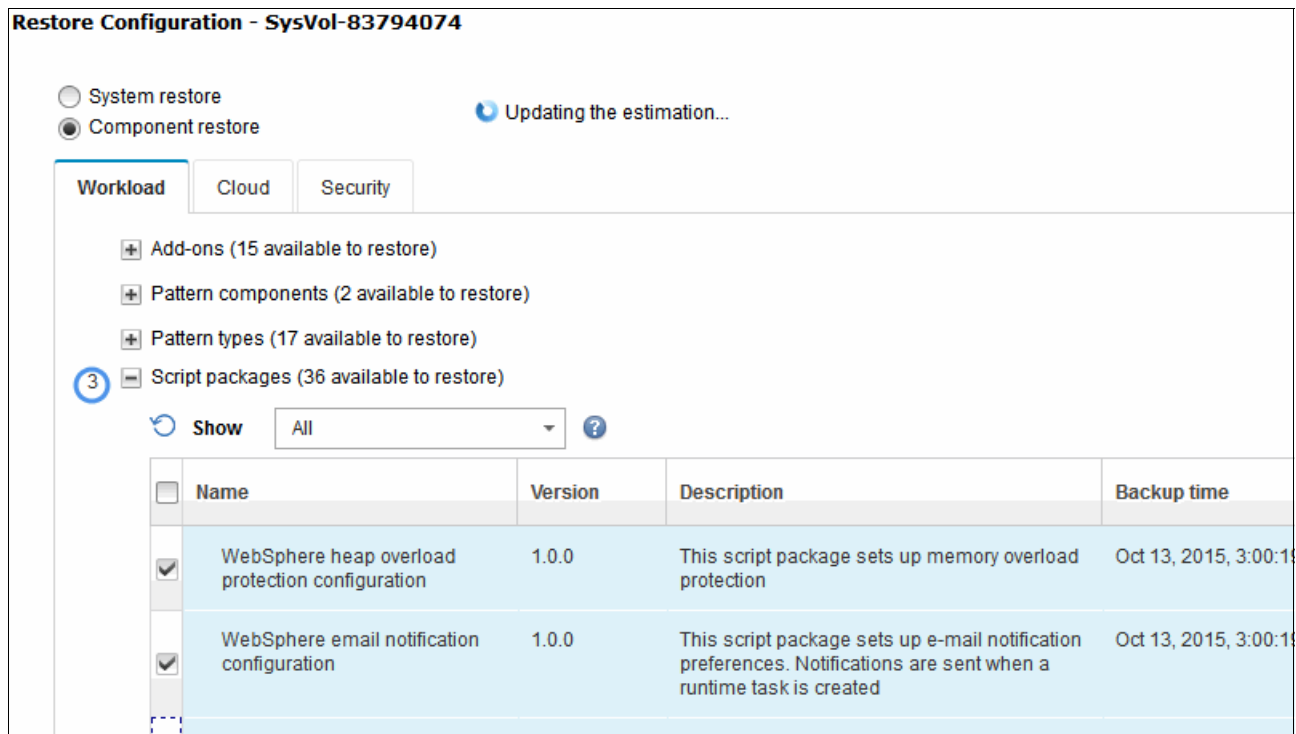 Restore Configuration - SysVol-83794074
System restore
Component restore
Updating the estimation...
Workload Cloud Security
Add-ons (15 available to restore)
Pattern components (2 available to restore)
Pattern types (17 available to restore)
3 Script packages (36 available to restore)
Show All ?
Name Version Description Backup time
WebSphere heap overload 1.0.0 This script package sets up memory overload Oct 13, 2015, 3:00:19
protection configuration protection
WebSphere email notification 1.0.0 This script package sets up e-mail notification Oct 13, 2015, 3:00:19
configuration preferences. Notifications are sent when a
runtime task is created